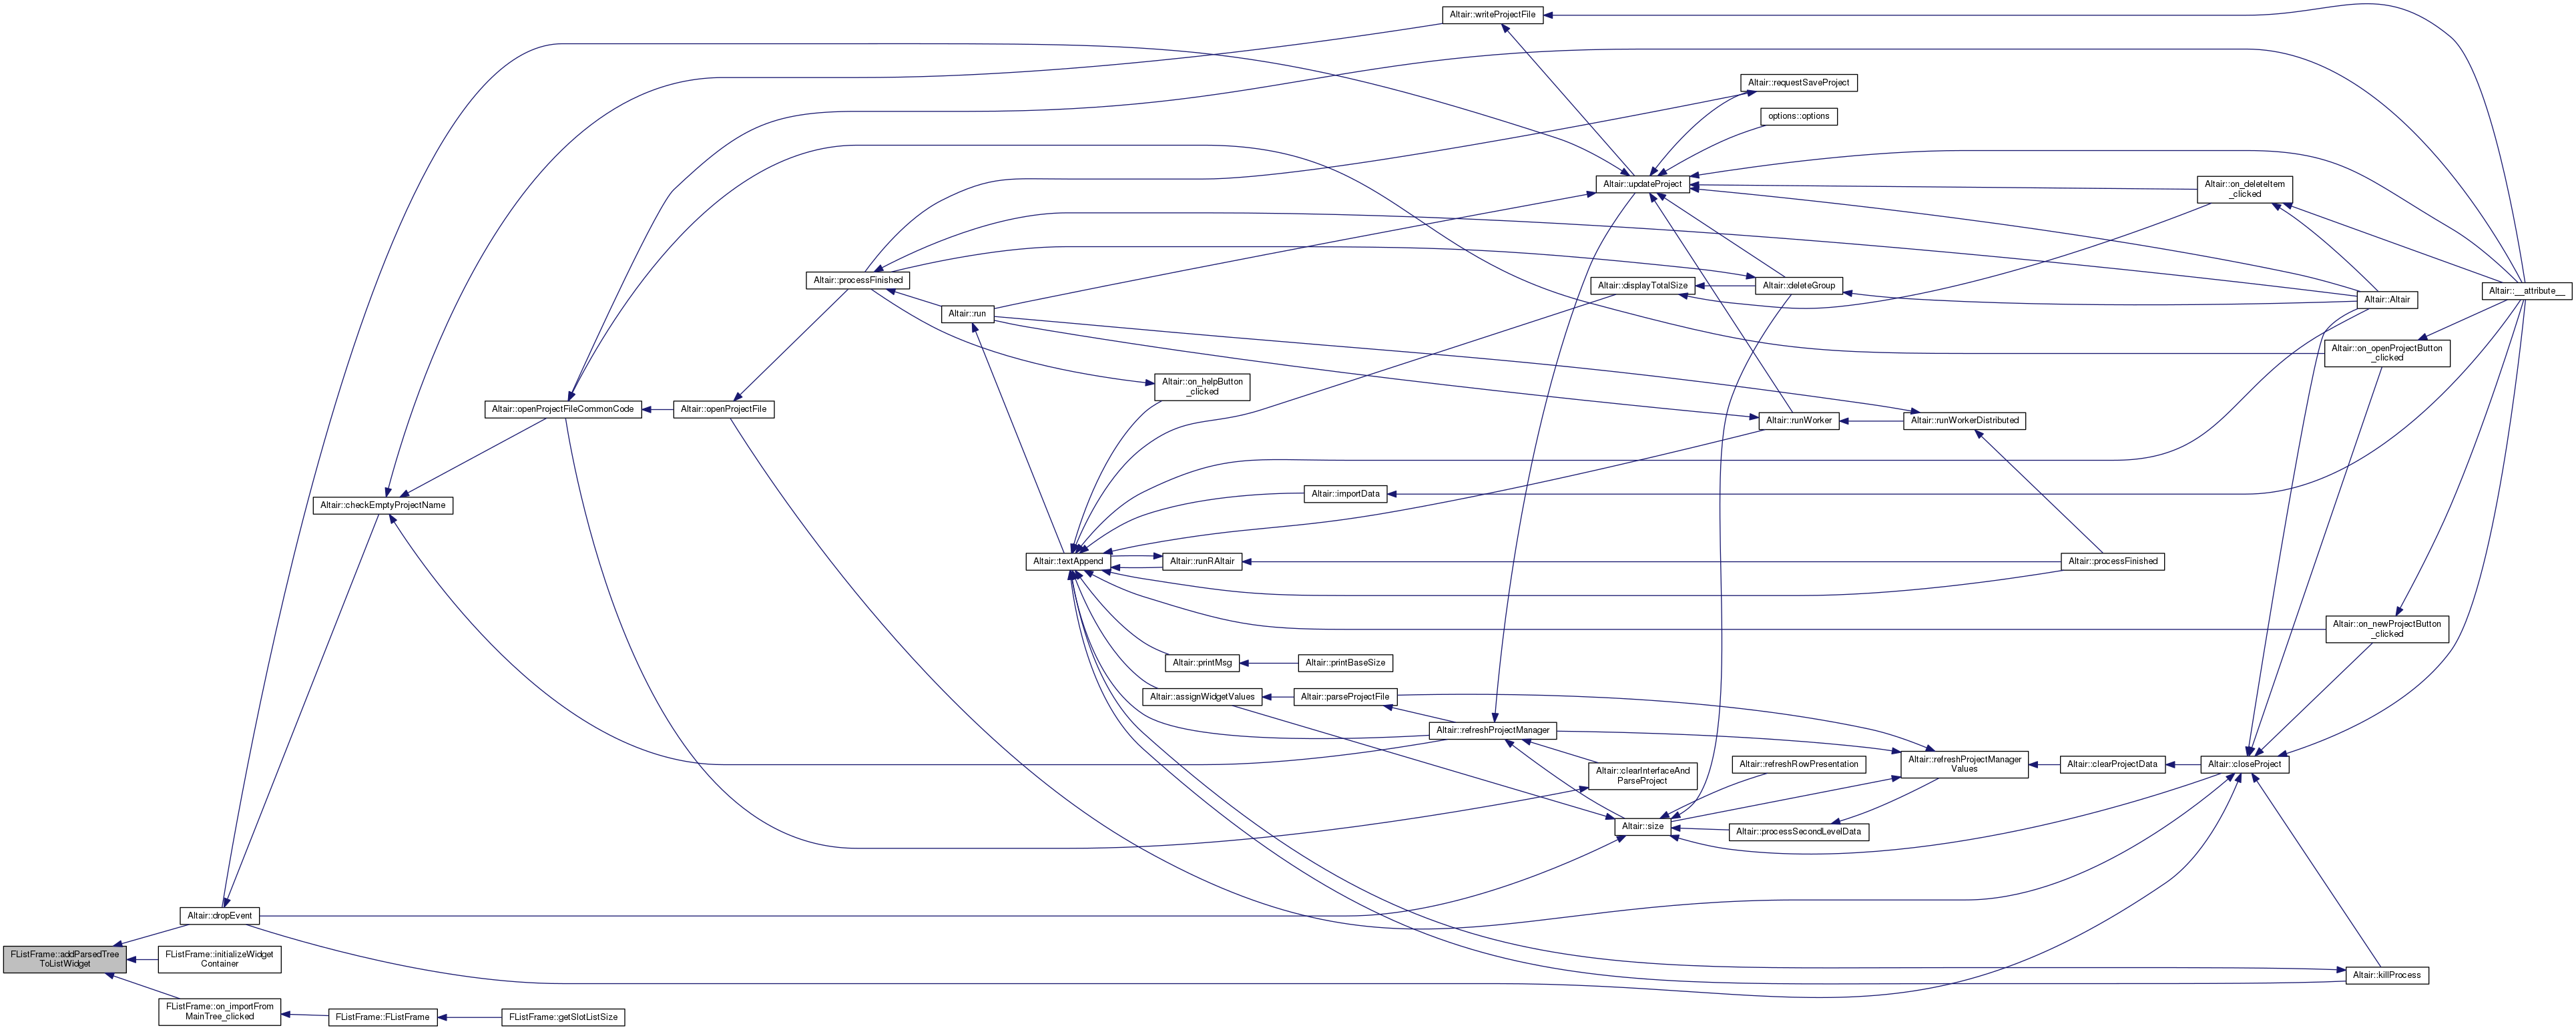 Altair::writeProjectFile
Altair::requestSaveProject
options::options
Altair::updateProject
Altair::on_deleteItem
_clicked
Altair::processFinished
Altair::displayTotalSize
Altair::deleteGroup
Altair::Altair
Altair::__attribute__
Altair::run
Altair::on_openProjectButton
_clicked
Altair::on_helpButton
_clicked
Altair::openProjectFileCommonCode
Altair::openProjectFile
Altair::runWorker
Altair::runWorkerDistributed
Altair::importData
Altair::checkEmptyProjectName
Altair::textAppend
Altair::runRAltair
Altair::processFinished
Altair::on_newProjectButton
_clicked
Altair::printMsg
Altair::printBaseSize
Altair::assignWidgetValues
Altair::parseProjectFile
Altair::refreshProjectManager
Altair::clearInterfaceAnd
ParseProject
Altair::refreshRowPresentation
Altair::refreshProjectManager
Values
Altair::clearProjectData
Altair::closeProject
Altair::size
Altair::processSecondLevelData
Altair::dropEvent
FListFrame::addParsedTree
ToListWidget
FListFrame::initializeWidget
Container
Altair::killProcess
FListFrame::on_importFrom
MainTree_clicked
FListFrame::FListFrame
FListFrame::getSlotListSize